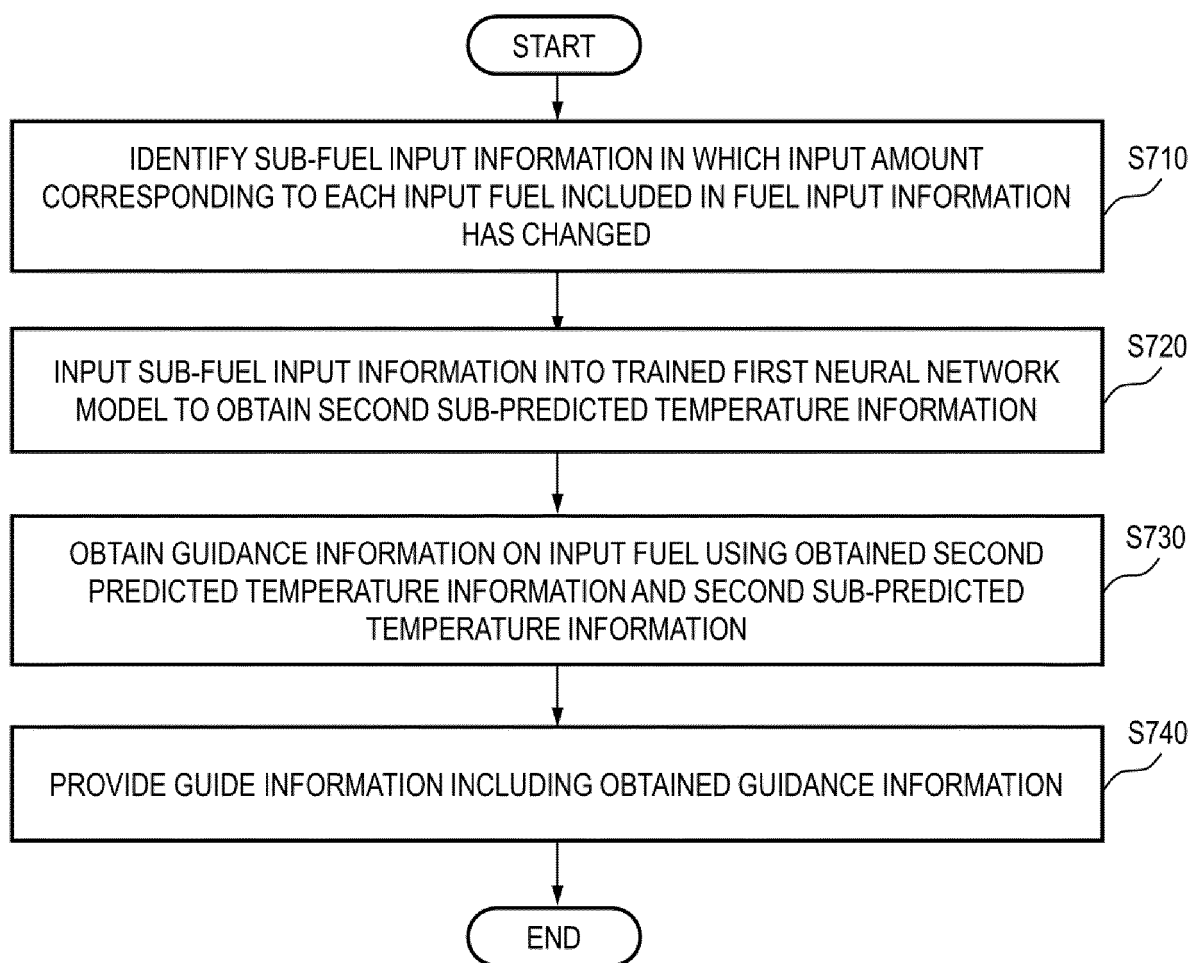 START
IDENTIFY SUB-FUEL INPUT INFORMATION IN WHICH INPUT AMOUNT
CORRESPONDING TO EACH INPUT FUEL INCLUDED IN FUEL INPUT INFORMATION
HAS CHANGED
S710
INPUT SUB-FUEL INPUT INFORMATION INTO TRAINED FIRST NEURAL NETWORK
MODEL TO OBTAIN SECOND SUB-PREDICTED TEMPERATURE INFORMATION
S720
OBTAIN GUIDANCE INFORMATION ON INPUT FUEL USING OBTAINED SECOND
PREDICTED TEMPERATURE INFORMATION AND SECOND SUB-PREDICTED
TEMPERATURE INFORMATION
S730
PROVIDE GUIDE INFORMATION INCLUDING OBTAINED GUIDANCE INFORMATION
S740
END